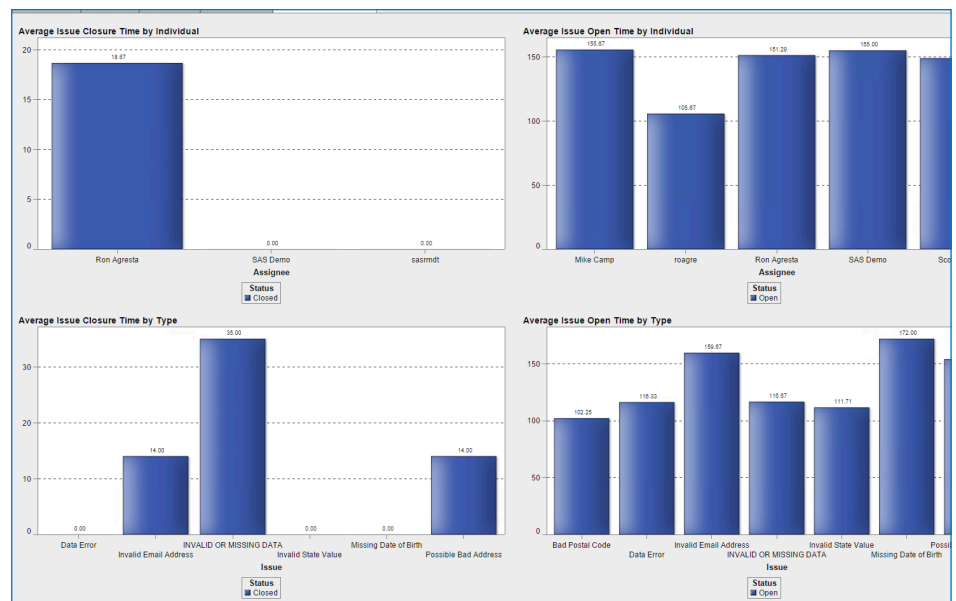 Average Issue Closure Time by Individual
20
15
10
5
0
18.67
0.00
0.00
Ron Agresta
SAS Demo
sasrmdt
Assignee
Status
Closed
Average Issue Open Time by Individual
150
100
50
0
155.67
105.67
151.29
155.00
Mike Camp
roagre
Ron Agresta
SAS Demo
Sco
Assignee
Status
Open
Average Issue Closure Time by Type
30
20
10
0
0.00
14.00
35.00
0.00
0.00
14.00
Data Error
Invalid Email Address
INVALID OR MISSING DATA
Invalid State Value
Missing Date of Birth
Possible Bad Address
Issue
Status
Closed
Average Issue Open Time by Type
150
100
50
0
102.25
116.33
159.67
116.67
111.71
172.00
Bad Postal Code
Data Error
Invalid Email Address
INVALID OR MISSING DATA
Invalid State Value
Missing Date of Birth
Possi
Issue
Status
Open